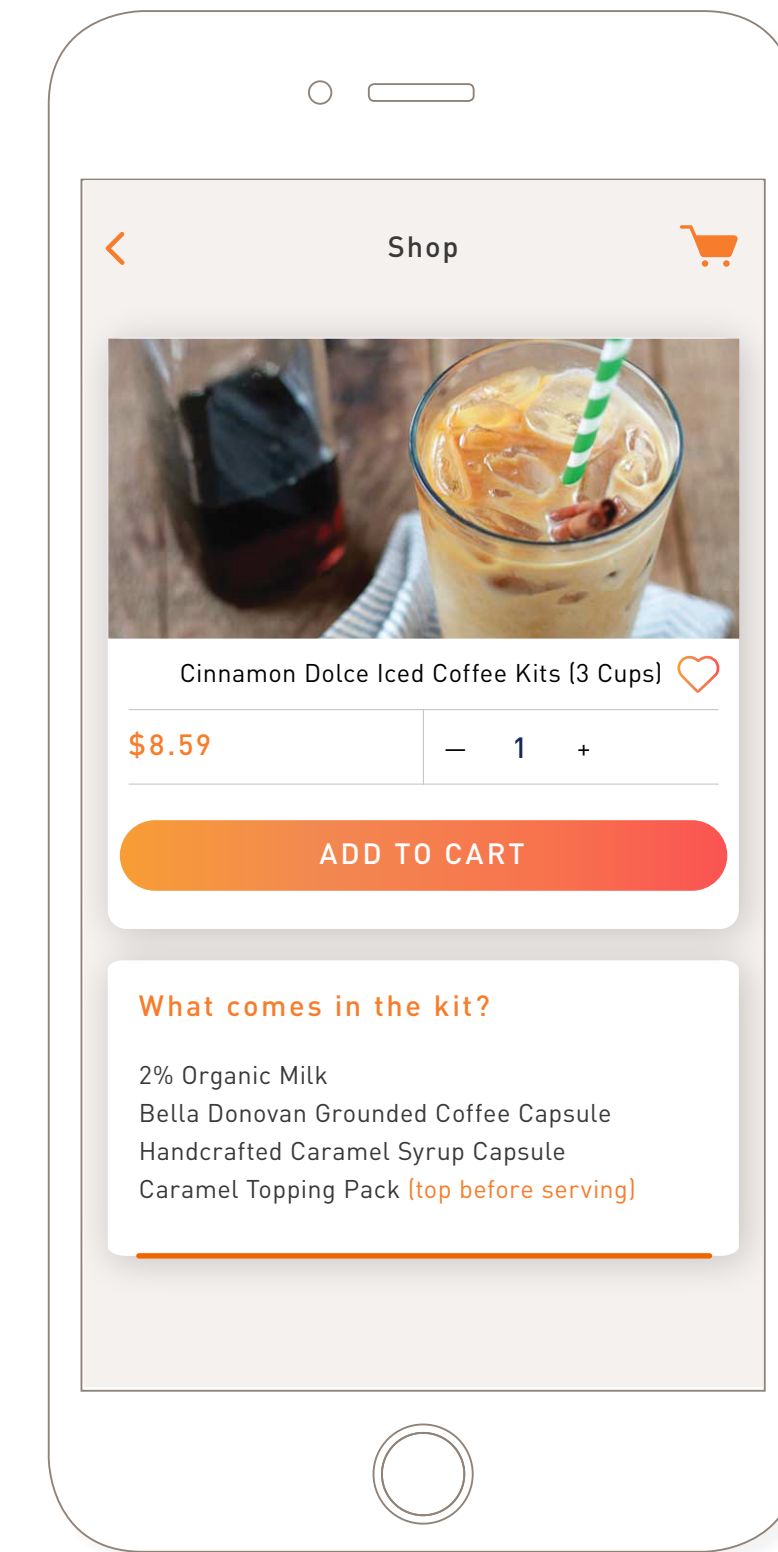 Shop
Cinnamon Dolce Iced Coffee Kits (3 Cups)
$8.59
— 1 +
ADD TO CART
What comes in the kit?
2% Organic Milk
Bella Donovan Grounded Coffee Capsule
Handcrafted Caramel Syrup Capsule
Caramel Topping Pack (top before serving)